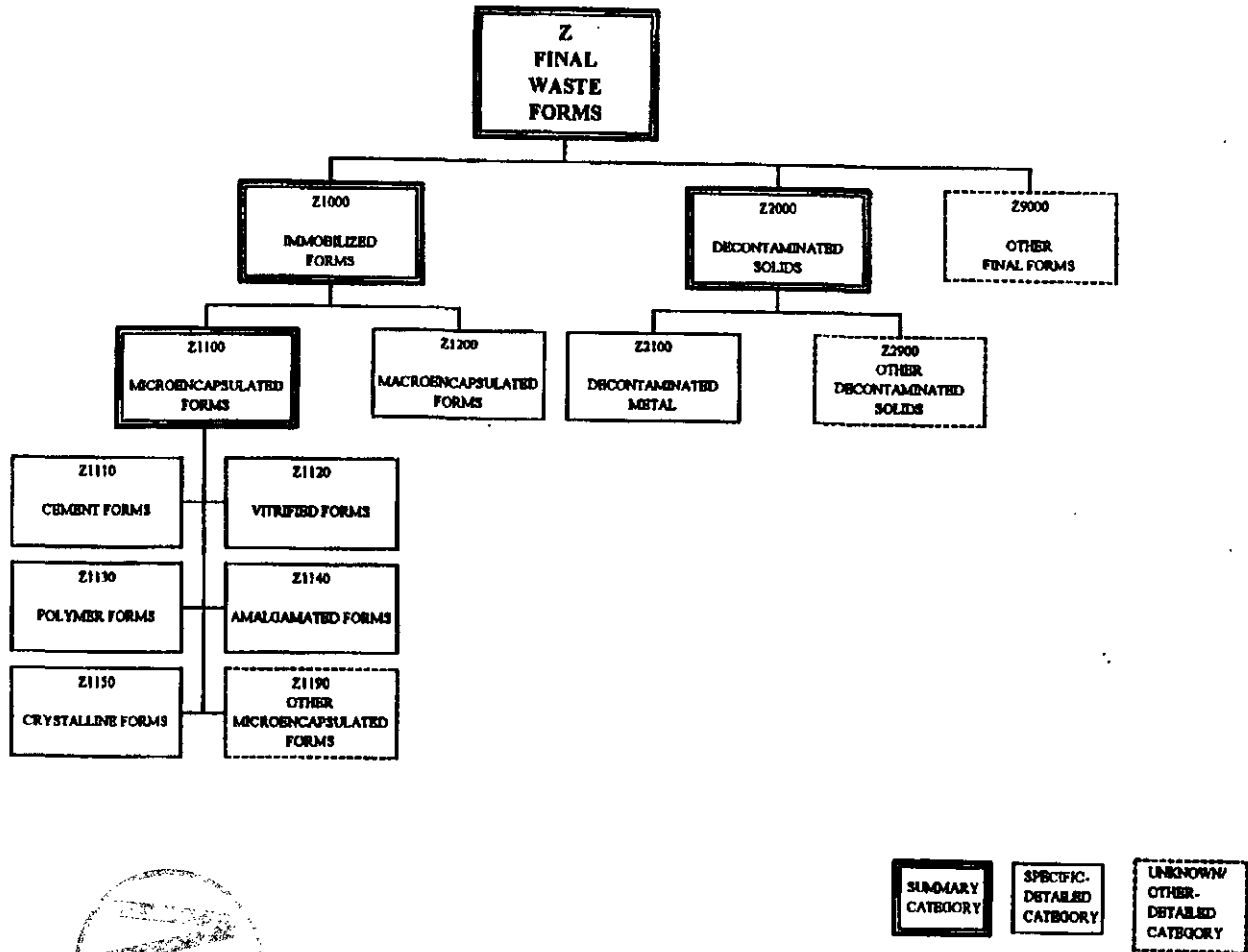 Z
FINAL
WASTE
FORMS
Z1000
IMMOBILIZED
FORMS
Z2000
DECONTAMINATED
SOLIDS
Z9000
OTHER
FINAL FORMS
Z1100
MICROENCAPSULATED
FORMS
Z1200
MACROENCAPSULATED
FORMS
Z2100
DECONTAMINATED
METAL
Z2900
OTHER
DECONTAMINATED
SOLIDS
Z1110
CEMENT FORMS
Z1120
VITRIFIED FORMS
Z1130
POLYMER FORMS
Z1140
AMALGAMATED FORMS
Z1150
CRYSTALLINE FORMS
Z1190
OTHER
MICROENCAPSULATED
FORMS
SUMMARY
CATEGORY
SPECIFIC-
DETAILED
CATEGORY
UNKNOWN/
OTHER-
DETAILED
CATEGORY